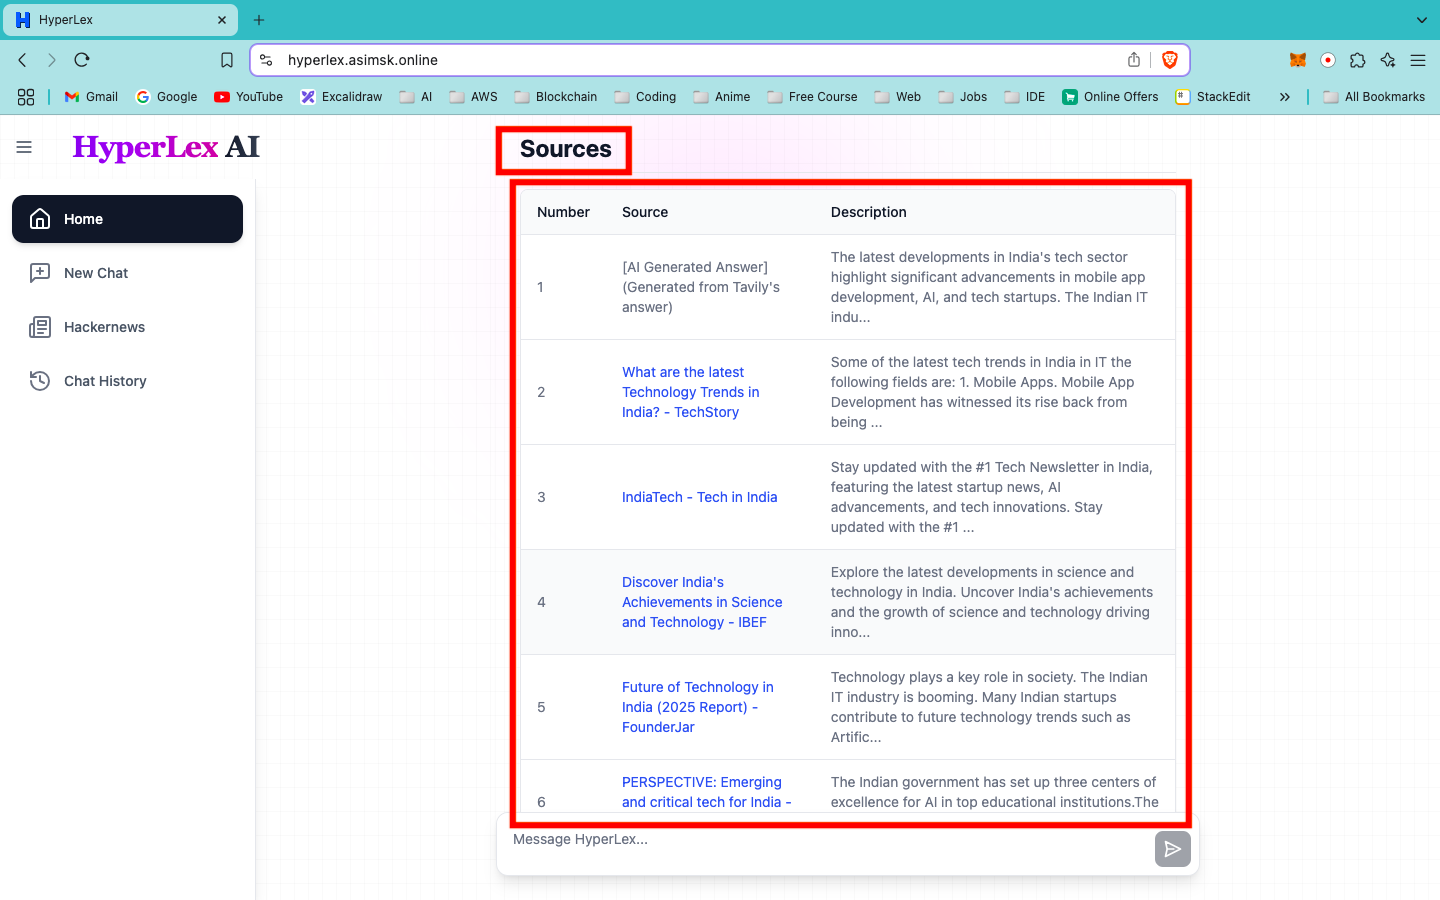 HyperLex
hyperlex.asimsk.online
Gmail
Google
YouTube
Excalidraw
AI
AWS
Blockchain
Coding
Anime
Free Course
Web
Jobs
IDE
Online Offers
StackEdit
»
All Bookmarks
HyperLex AI
Home
New Chat
Hackernews
Chat History
Sources
Number Source Description
1
[AI Generated Answer]
(Generated from Tavily's
answer)
The latest developments in India's tech sector
highlight significant advancements in mobile app
development, AI, and tech startups. The Indian IT
indu...
2
What are the latest
Technology Trends in
India? - TechStory
Some of the latest tech trends in India in IT the
following fields are: 1. Mobile Apps. Mobile App
Development has witnessed its rise back from
being ...
3
IndiaTech - Tech in India
Stay updated with the #1 Tech Newsletter in India,
featuring the latest startup news, AI
advancements, and tech innovations. Stay
updated with the #1 ...
4
Discover India's
Achievements in Science
and Technology - IBEF
Explore the latest developments in science and
technology in India. Uncover India's achievements
and the growth of science and technology driving
inno...
5
Future of Technology in
India (2025 Report) -
FounderJar
Technology plays a key role in society. The Indian
IT industry is booming. Many Indian startups
contribute to future technology trends such as
Artific...
6
PERSPECTIVE: Emerging
and critical tech for India -
The Indian government has set up three centers of
excellence for AI in top educational institutions.The
Message HyperLex...